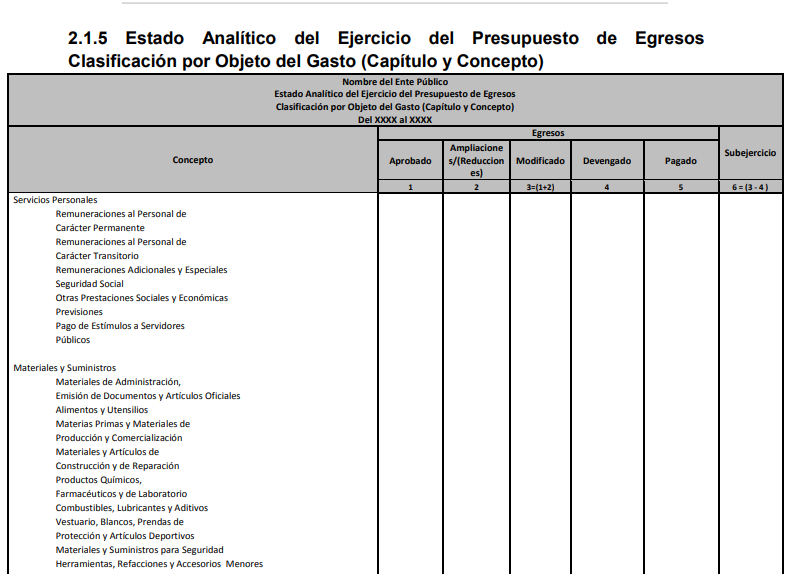 2.1.5 Estado Analítico del Ejercicio del Presupuesto de Egresos
Clasificación por Objeto del Gasto (Capítulo y Concepto)
Nombre del Ente Público
Estado Analítico del Ejercicio del Presupuesto de Egresos
Clasificación por Objeto del Gasto (Capítulo y Concepto)
Del XXXX al XXXX
Concepto
Egresos
Subejercicio
Aprobado
Ampliacione
s/(Reduccion
es)
Modificado
Devengado
Pagado
1
2
3=(1+2)
4
5
6 = (3 - 4 )
Servicios Personales
Remuneraciones al Personal de
Carácter Permanente
Remuneraciones al Personal de
Carácter Transitorio
Remuneraciones Adicionales y Especiales
Seguridad Social
Otras Prestaciones Sociales y Económicas
Previsiones
Pago de Estímulos a Servidores
Públicos
Materiales y Suministros
Materiales de Administración,
Emisión de Documentos y Artículos Oficiales
Alimentos y Utensilios
Materias Primas y Materiales de
Producción y Comercialización
Materiales y Artículos de
Construcción y de Reparación
Productos Químicos,
Farmacéuticos y de Laboratorio
Combustibles, Lubricantes y Aditivos
Vestuario, Blancos, Prendas de
Protección y Artículos Deportivos
Materiales y Suministros para Seguridad
Herramientas, Refacciones y Accesorios Menores